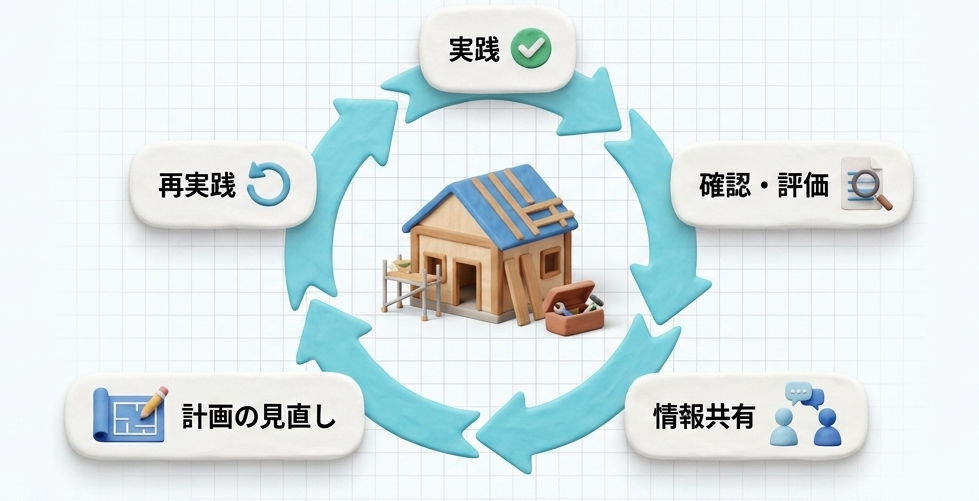 実践
確認・評価
情報共有
計画の見直し
再実践